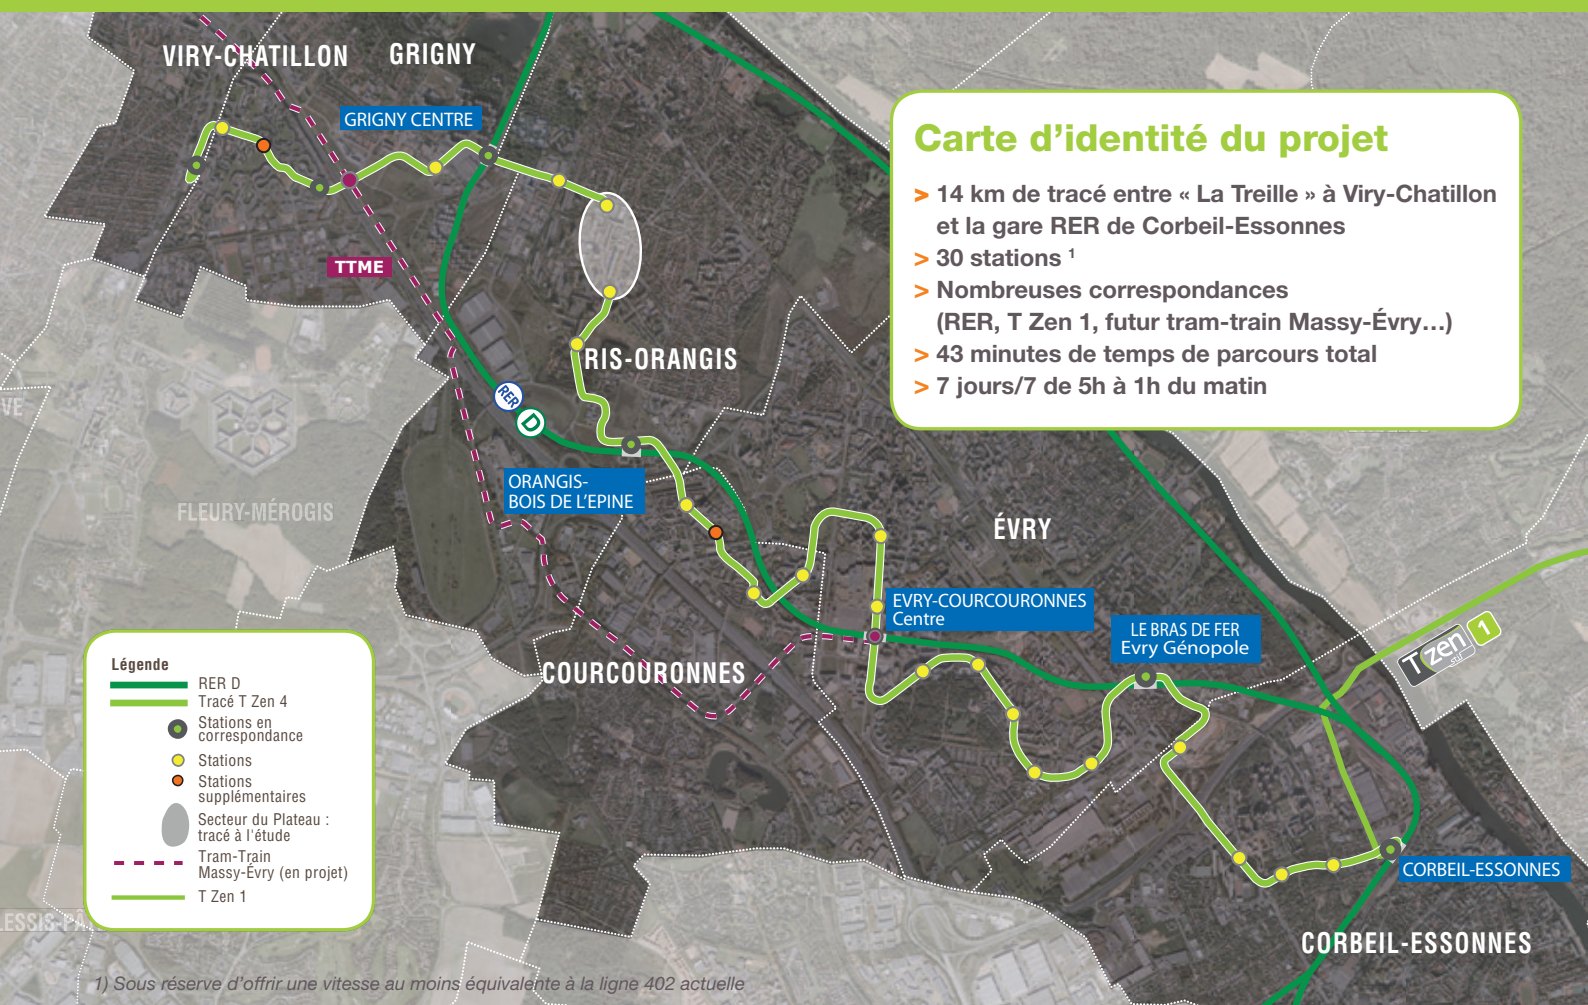 VIRY-CHATILLON
GRIGNY
GRIGNY CENTRE
TTME
RIS-ORANGIS
RER
D
ORANGIS-
BOIS DE L'EPINE
FLEURY-MÉROGIS
ÉVRY
EVRY-COURCOURONNES
Centre
LE BRAS DE FER
Evry Génopole
COURCOURONNES
T zen 1
stif
CORBEIL-ESSONNES
CORBEIL-ESSONNES
Carte d'identité du projet
> 14 km de tracé entre « La Treille » à Viry-Chatillon
et la gare RER de Corbeil-Essonnes
> 30 stations 1
> Nombreuses correspondances
(RER, T Zen 1, futur tram-train Massy-Évry…)
> 43 minutes de temps de parcours total
> 7 jours/7 de 5h à 1h du matin
Légende
RER D
Tracé T Zen 4
Stations en
correspondance
Stations
Stations
supplémentaires
Secteur du Plateau :
tracé à l'étude
Tram-Train
Massy-Évry (en projet)
T Zen 1
1) Sous réserve d'offrir une vitesse au moins équivalente à la ligne 402 actuelle